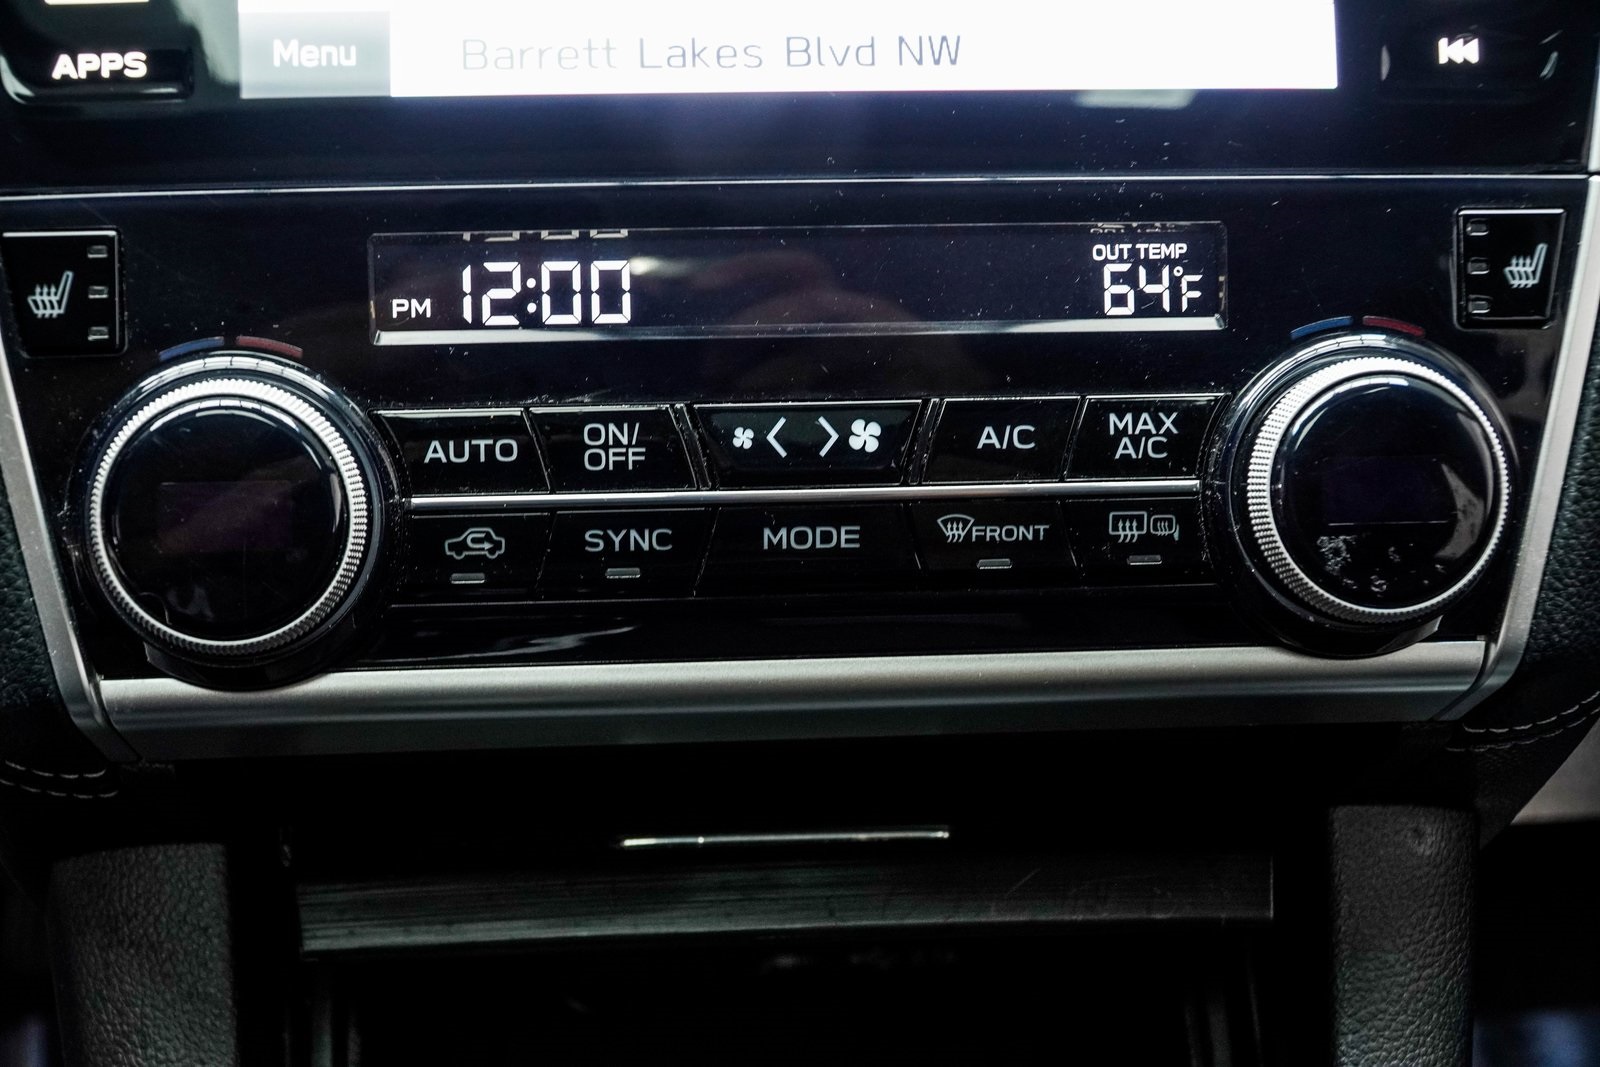 APPS
Menu
Barrett Lakes Blvd NW
PM 12:00
OUT TEMP
64°F
AUTO
ON/
OFF
A/C
MAX
A/C
SYNC
MODE
FRONT